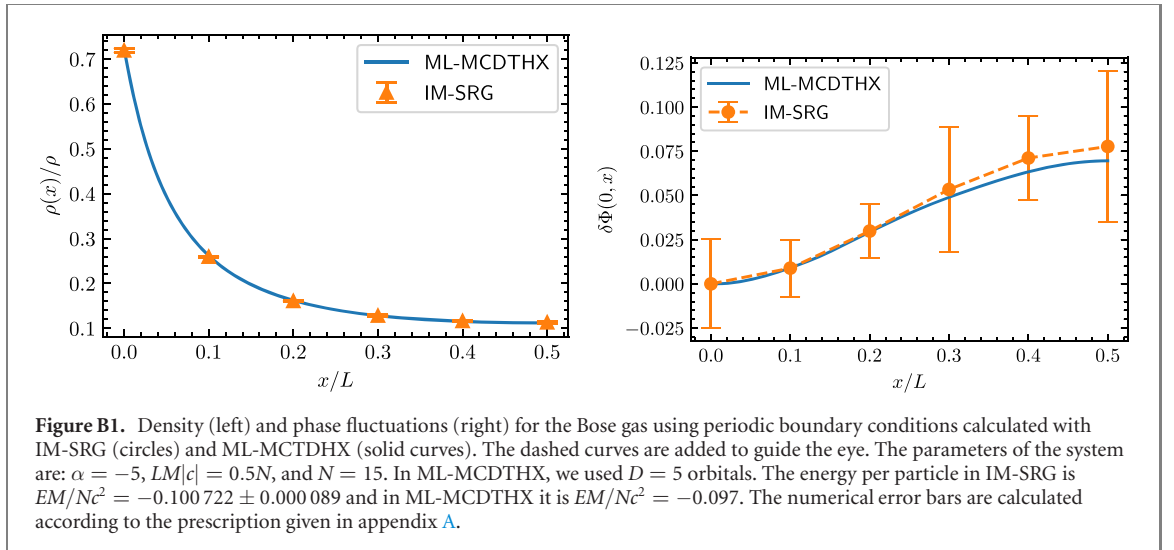 0.7
0.6
0.5
0.4
0.3
0.2
0.1
ρ(x)/ρ
ML-MCDTHX
IM-SRG
0.0 0.1 0.2 0.3 0.4 0.5
x/L
0.125
0.100
0.075
0.050
0.025
0.000
−0.025
δΦ(0, x)
ML-MCDTHX
IM-SRG
0.0 0.1 0.2 0.3 0.4 0.5
x/L
Figure B1. Density (left) and phase fluctuations (right) for the Bose gas using periodic boundary conditions calculated with
IM-SRG (circles) and ML-MCTDHX (solid curves). The dashed curves are added to guide the eye. The parameters of the system
are: α = −5, LM|c| = 0.5N, and N = 15. In ML-MCDTHX, we used D = 5 orbitals. The energy per particle in IM-SRG is
EM/Nc² = −0.100 722 ± 0.000 089 and in ML-MCDTHX it is EM/Nc² = −0.097. The numerical error bars are calculated
according to the prescription given in appendix A.